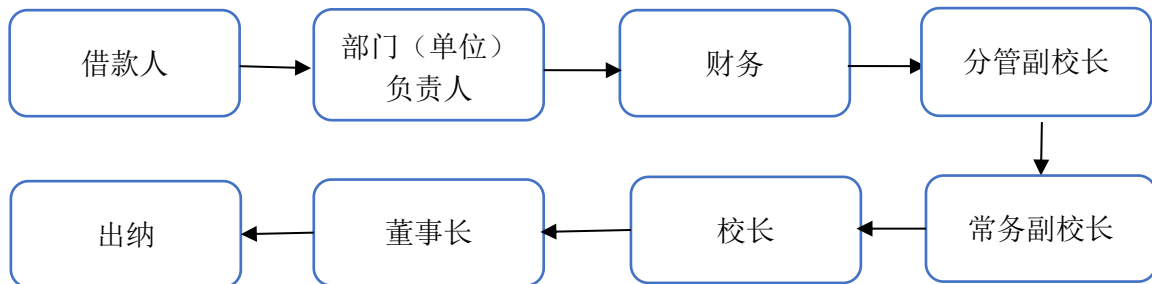 借款人
部门（单位）
负责人
财务
分管副校长
常务副校长
校长
董事长
出纳